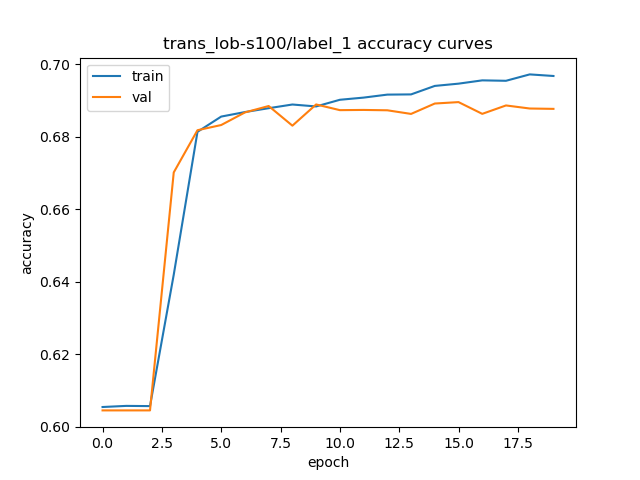 trans_lob-s100/label_1 accuracy curves
train
val
0.70
0.68
0.66
0.64
0.62
0.60
accuracy
0.0 2.5 5.0 7.5 10.0 12.5 15.0 17.5
epoch